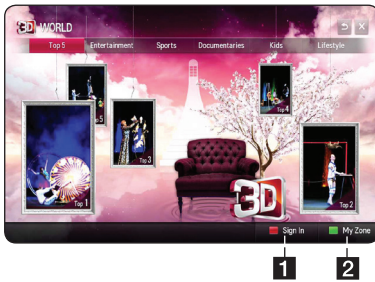 3D WORLD
Top 5 Entertainment Sports Documentaries Kids Lifestyle
Top 5
Top 4
Top 3
Top 1
Top 2
3D
Sign In My Zone
1 2